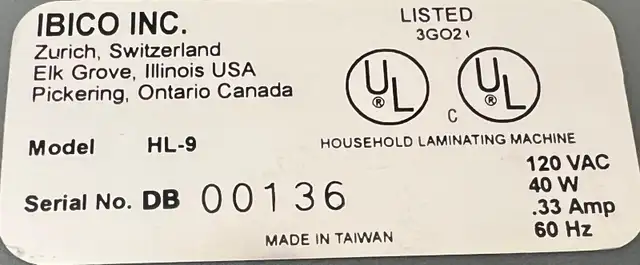 IBICO INC.
Zurich, Switzerland
Elk Grove, Illinois USA
Pickering, Ontario Canada
LISTED
UL ®
C UL ®
HOUSEHOLD LAMINATING MACHINE
Model HL-9
Serial No. DB 00136
120 VAC
40 W
.33 Amp
60 Hz
MADE IN TAIWAN